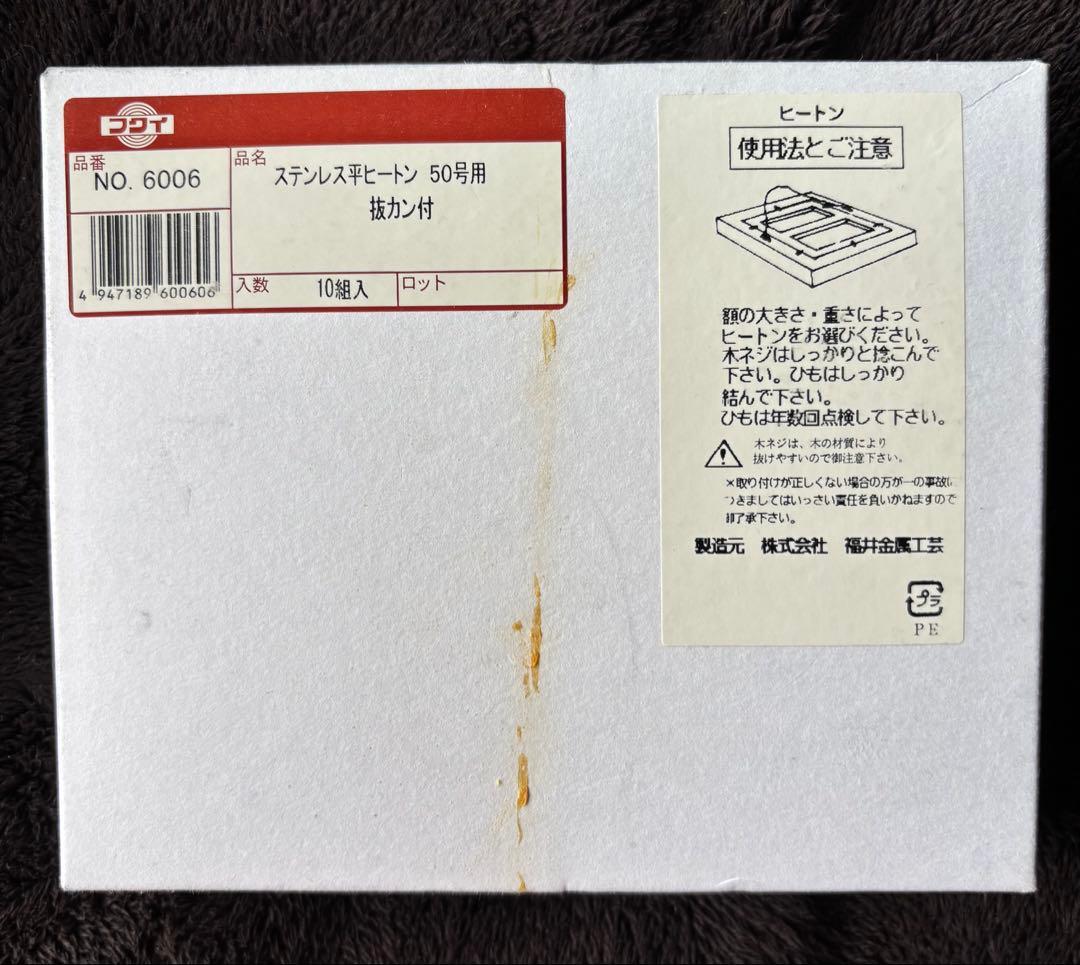 フクイ
品番
NO. 6006
4 947189 600606
品名
ステンレス平ヒートン 50号用
抜カン付
入数
10組入
ロット
ヒートン
使用法とご注意
額の大きさ・重さによって
ヒートンをお選びください。
木ネジはしっかりと捻こんで
下さい。ひもはしっかり
結んで下さい。
ひもは年数回点検して下さい。
木ネジは、木の材質により
抜けやすいので御注意下さい。
※取り付けが正しくない場合の万が一の事故に
つきましてはいっさい責任を負いかねますので
御了承下さい。
製造元 株式会社 福井金属工芸
プラ
PE